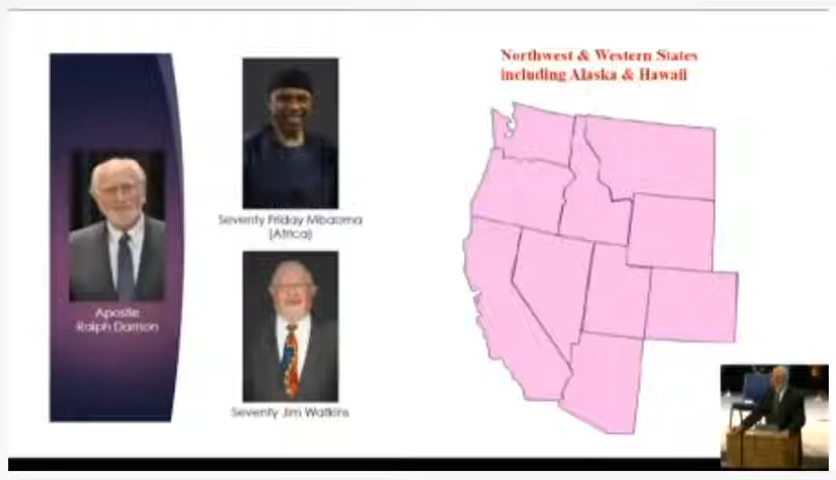 Northwest & Western States
including Alaska & Hawaii
Apostle
Ralph Damon
Seventy Friday Mbaoma
(Africa)
Seventy Jim Watkins